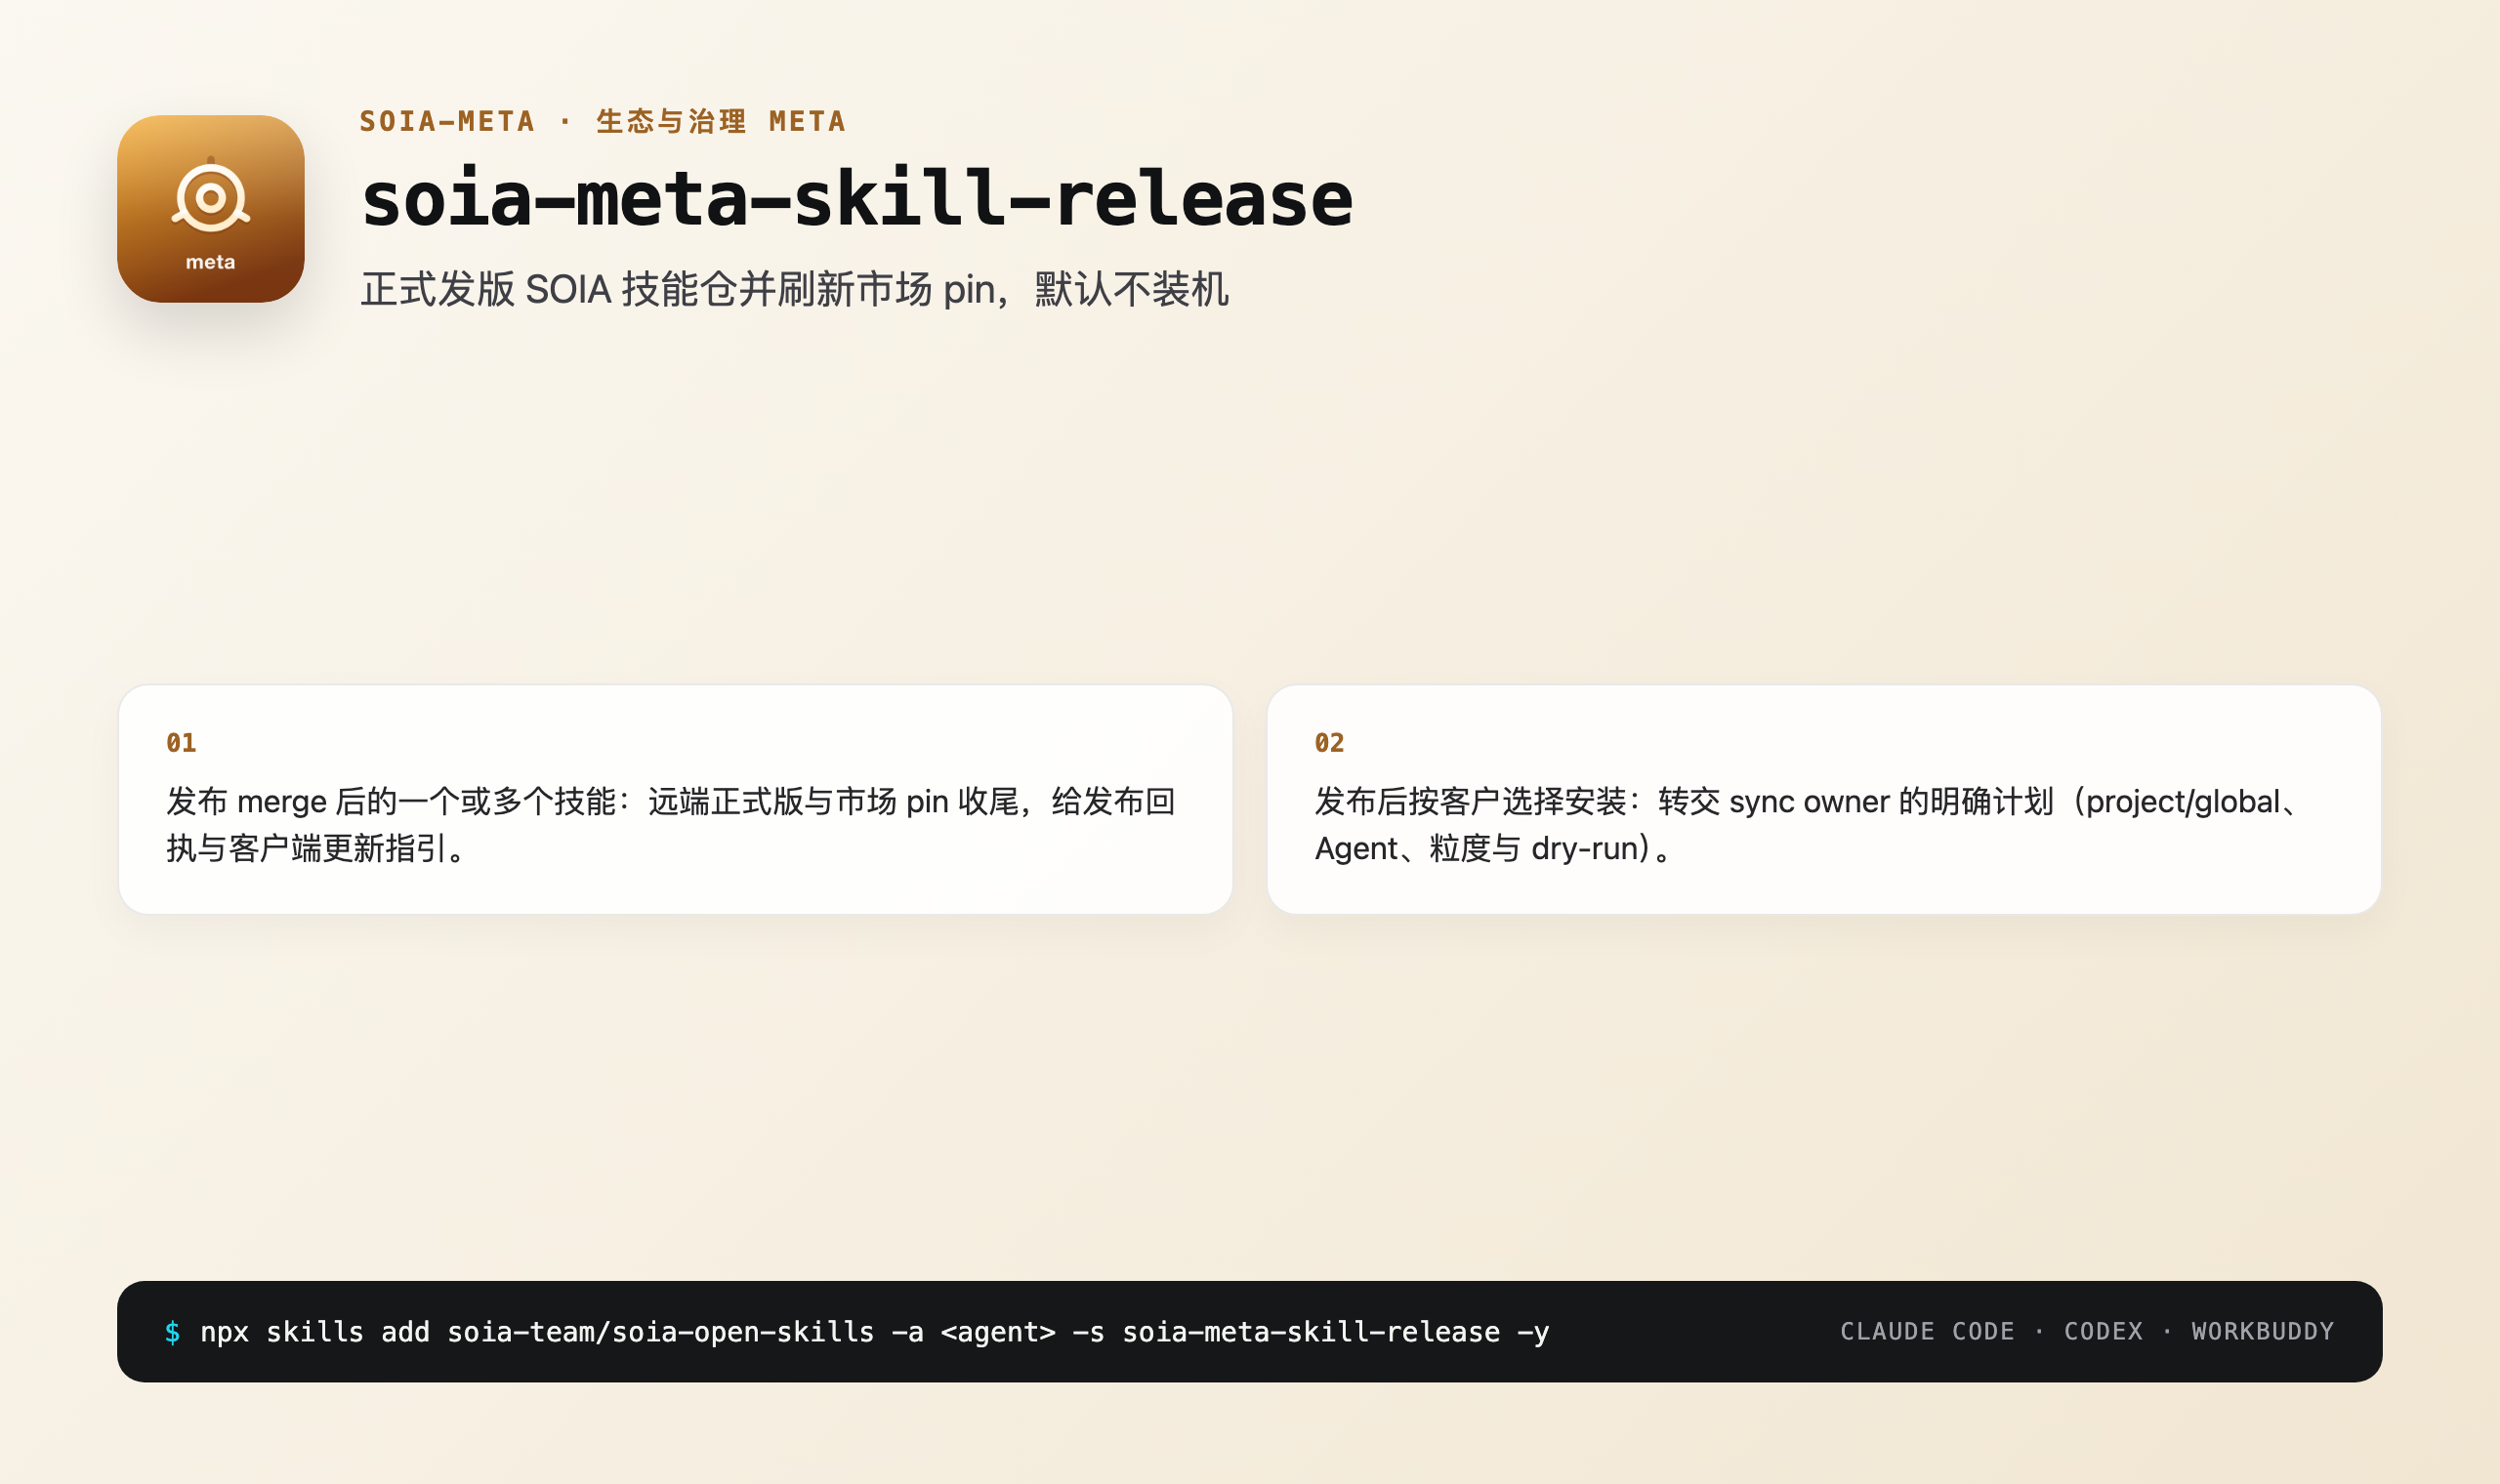 SOIA-META · 生态与治理 META
meta
soia-meta-skill-release
正式发版 SOIA 技能仓并刷新市场 pin，默认不装机
01
发布 merge 后的一个或多个技能：远端正式版与市场 pin 收尾，给发布回
执与客户端更新指引。
02
发布后按客户选择安装：转交 sync owner 的明确计划（project/global、
Agent、粒度与 dry-run）。
$ npx skills add soia-team/soia-open-skills -a <agent> -s soia-meta-skill-release -y
CLAUDE CODE · CODEX · WORKBUDDY